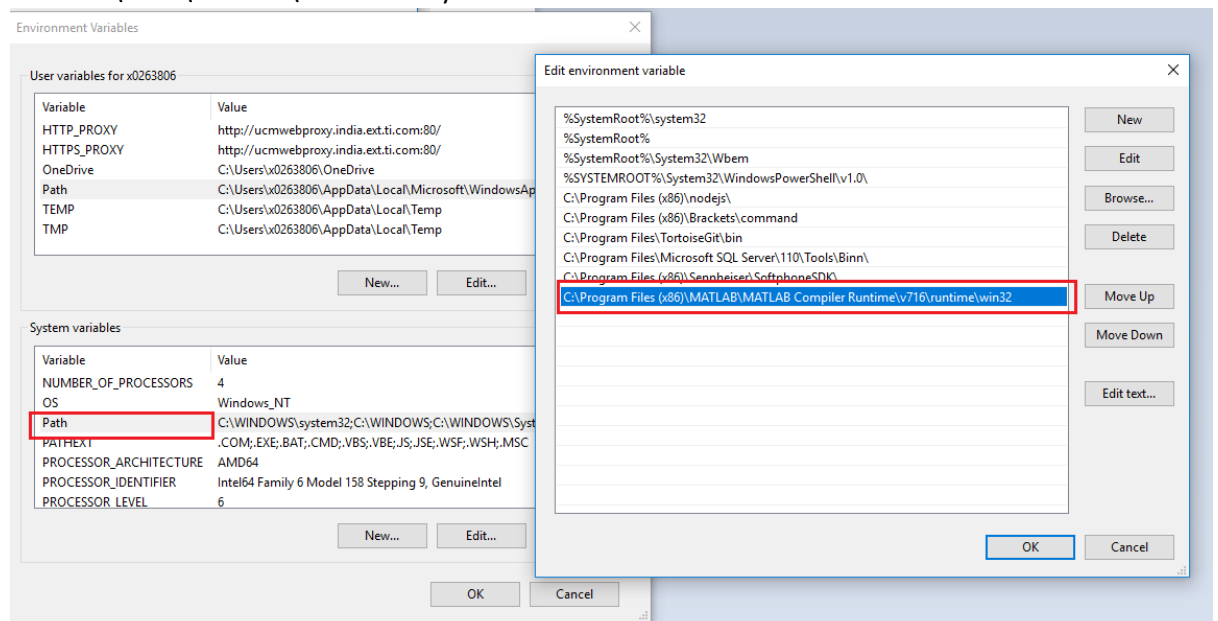 Environment Variables
User variables for x0263806
Variable Value
HTTP_PROXY http://ucmwebproxy.india.ext.ti.com:80/
HTTPS_PROXY http://ucmwebproxy.india.ext.ti.com:80/
OneDrive C:\Users\x0263806\OneDrive
Path C:\Users\x0263806\AppData\Local\Microsoft\WindowsAp
TEMP C:\Users\x0263806\AppData\Local\Temp
TMP C:\Users\x0263806\AppData\Local\Temp
New... Edit...
System variables
Variable Value
NUMBER_OF_PROCESSORS 4
OS Windows_NT
Path C:\WINDOWS\system32;C:\WINDOWS;C:\WINDOWS\Syst
PATHEXT .COM;.EXE;.BAT;.CMD;.VBS;.VBE;.JS;.JSE;.WSF;.WSH;.MSC
PROCESSOR_ARCHITECTURE AMD64
PROCESSOR_IDENTIFIER Intel64 Family 6 Model 158 Stepping 9, GenuineIntel
PROCESSOR_LEVEL 6
New... Edit...
OK Cancel
Edit environment variable
%SystemRoot%\system32
%SystemRoot%
%SystemRoot%\System32\Wbem
%SYSTEMROOT%\System32\WindowsPowerShell\v1.0\
C:\Program Files (x86)\nodejs\
C:\Program Files (x86)\Brackets\command
C:\Program Files\TortoiseGit\bin
C:\Program Files\Microsoft SQL Server\110\Tools\Binn\
C:\Program Files (x86)\Sennheiser\SoftphoneSDK\
C:\Program Files (x86)\MATLAB\MATLAB Compiler Runtime\v716\runtime\win32
New
Edit
Browse...
Delete
Move Up
Move Down
Edit text...
OK Cancel